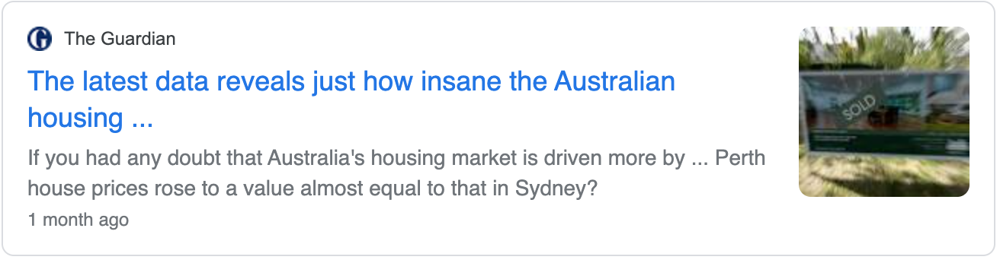 The Guardian
The latest data reveals just how insane the Australian
housing ...
If you had any doubt that Australia's housing market is driven more by ... Perth
house prices rose to a value almost equal to that in Sydney?
1 month ago
SOLD